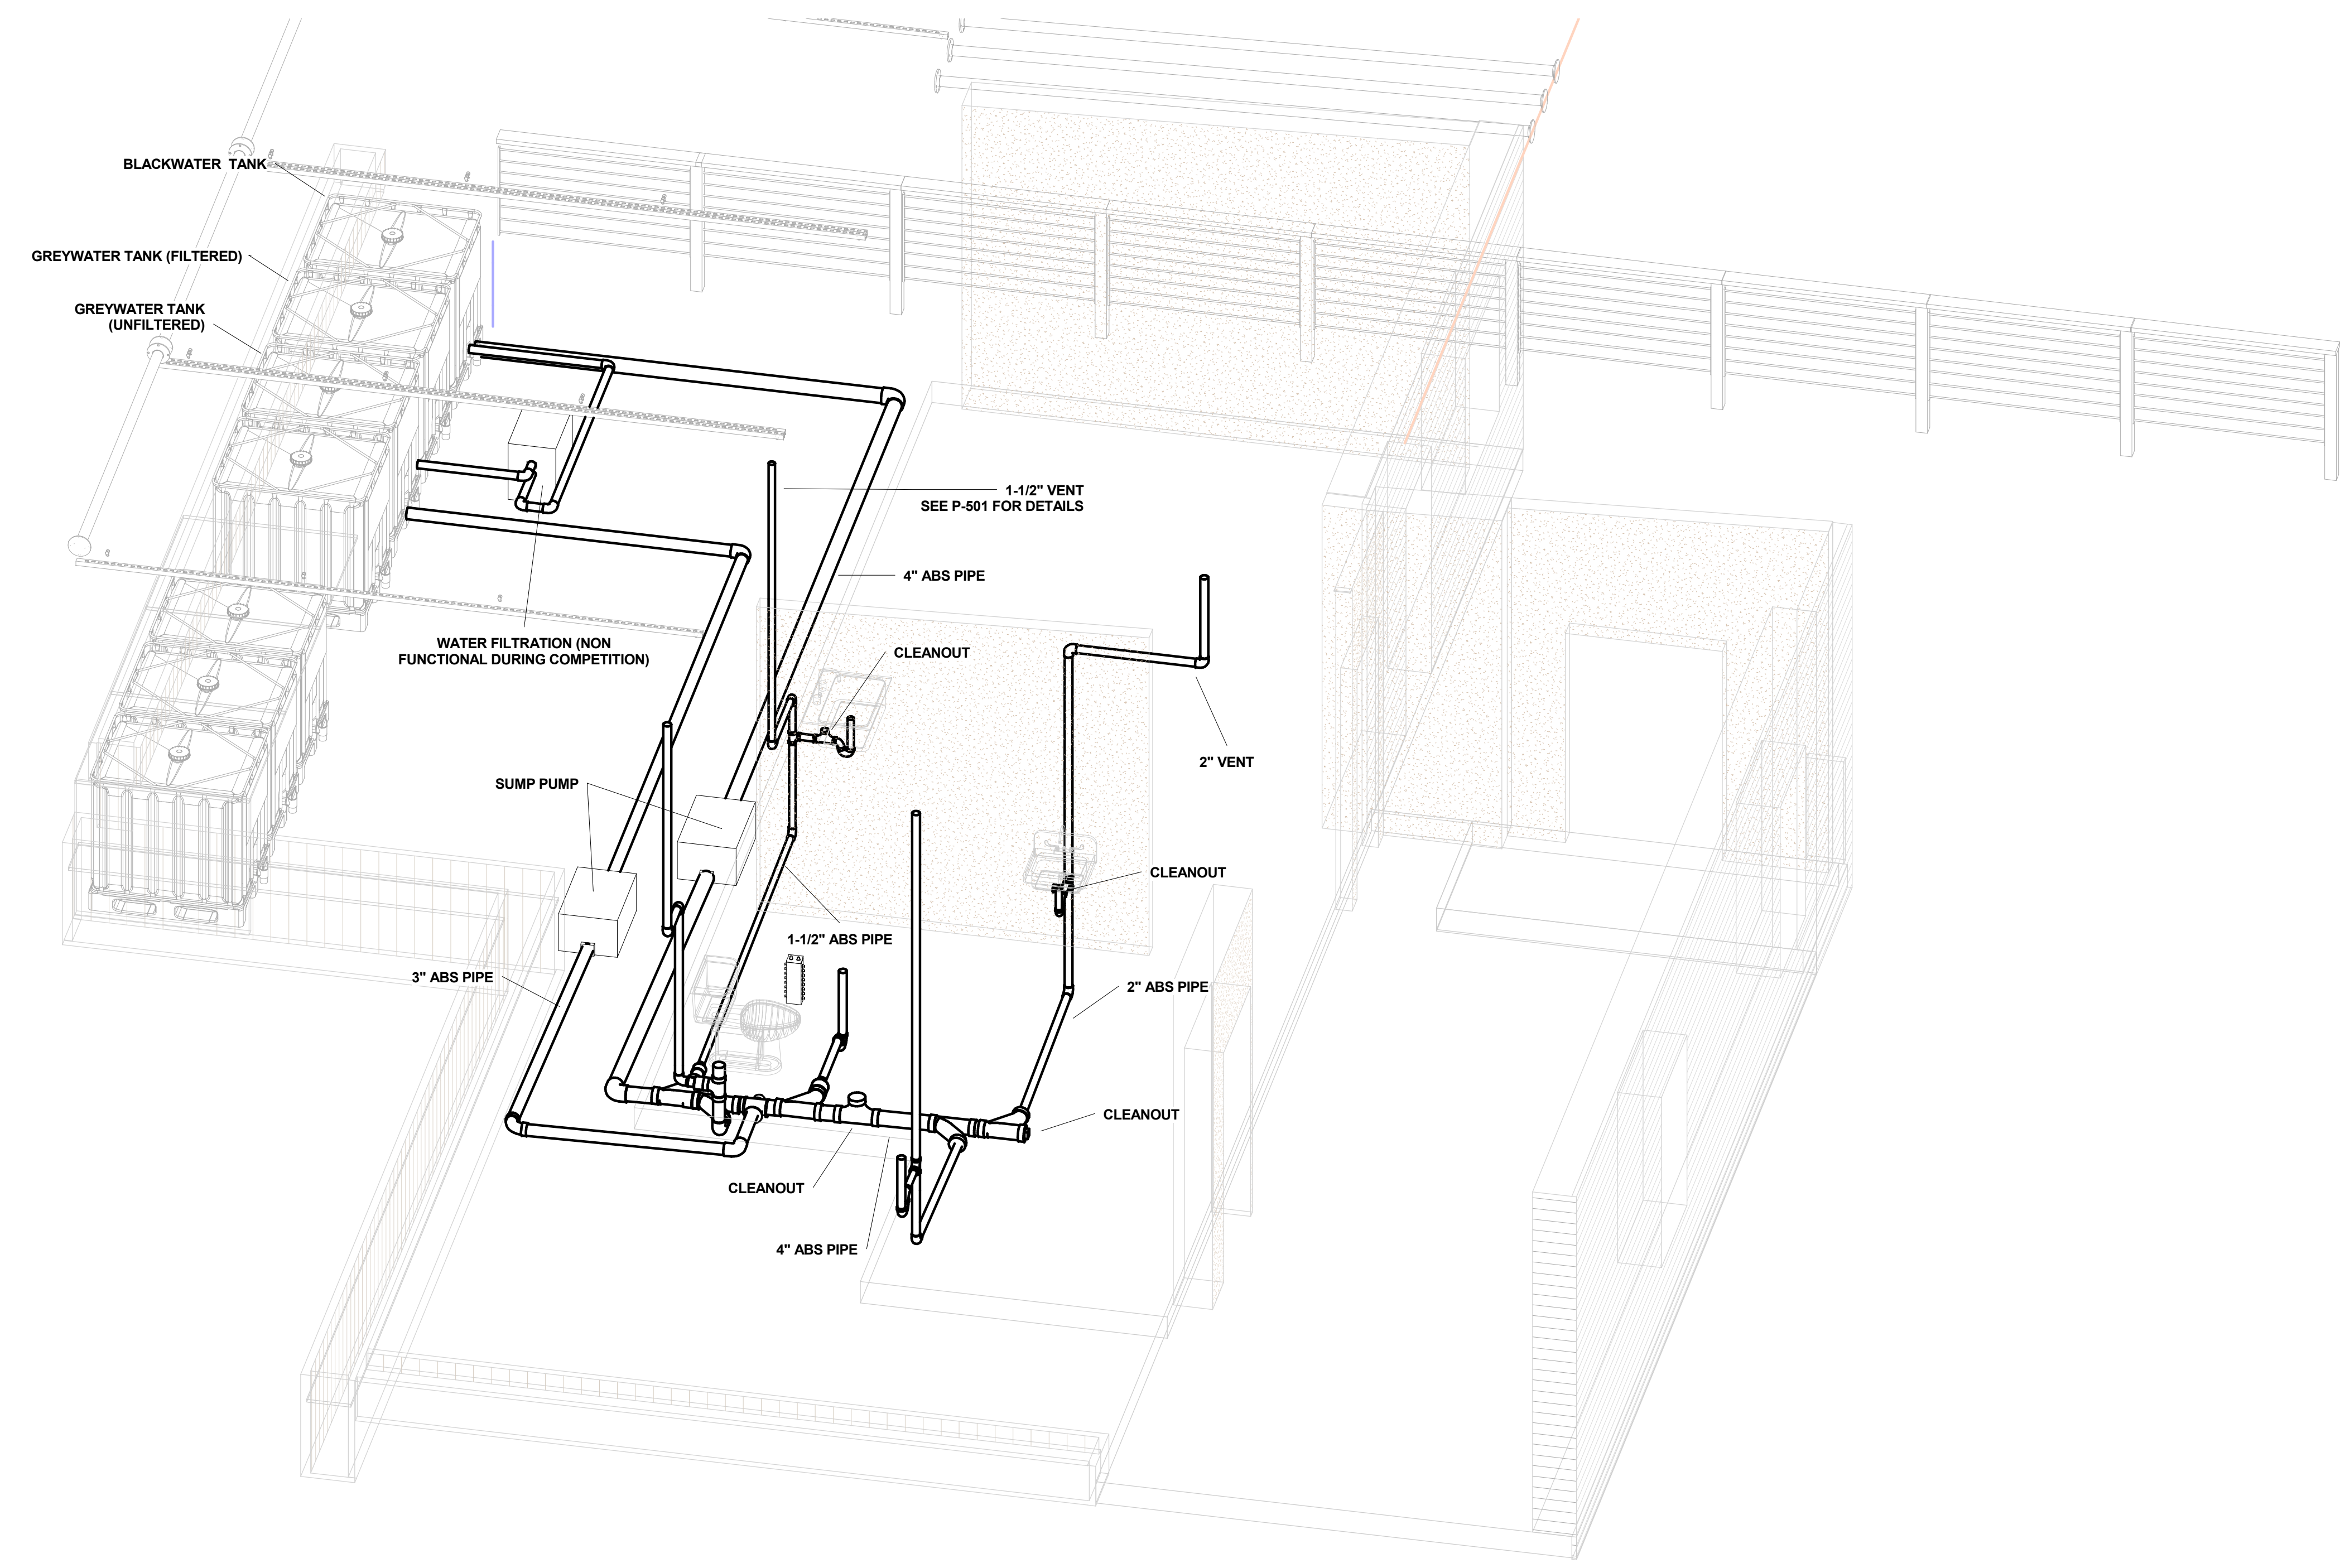 BLACKWATER TANK
GREYWATER TANK (FILTERED)
GREYWATER TANK
(UNFILTERED)
1-1/2" VENT
SEE P-501 FOR DETAILS
4" ABS PIPE
WATER FILTRATION (NON
FUNCTIONAL DURING COMPETITION)
CLEANOUT
2" VENT
SUMP PUMP
CLEANOUT
1-1/2" ABS PIPE
3" ABS PIPE
2" ABS PIPE
CLEANOUT
CLEANOUT
4" ABS PIPE